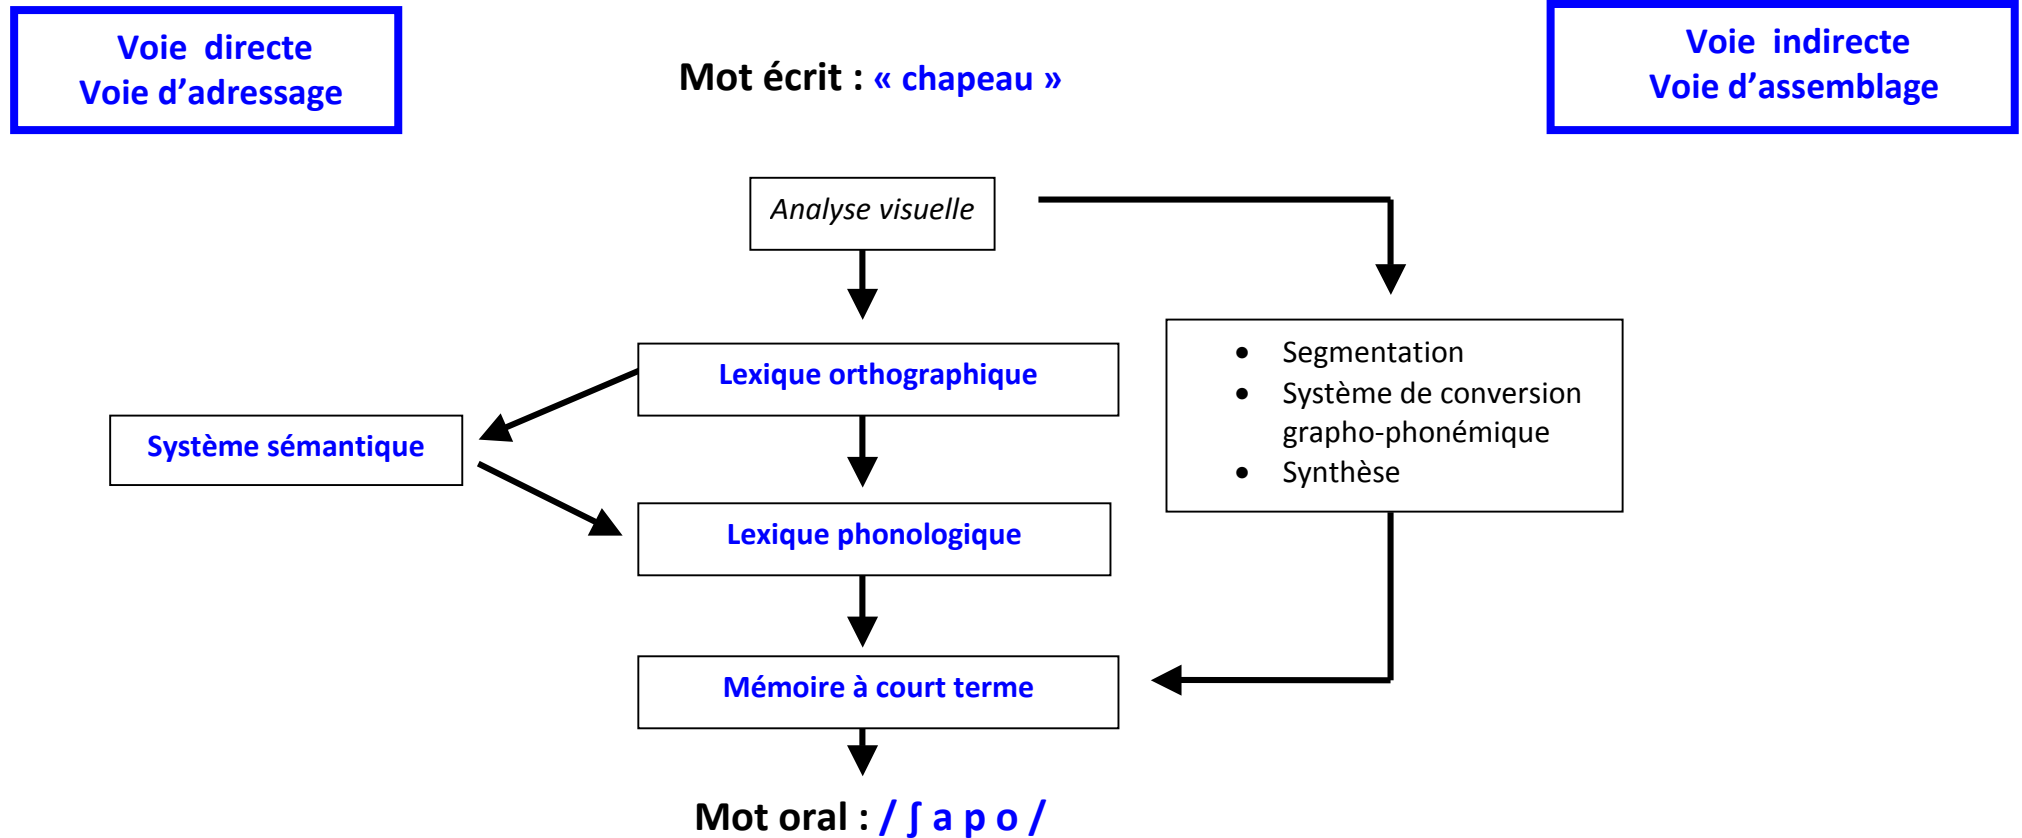 Voie directe
Voie d’adressage
Mot écrit : « chapeau »
Voie indirecte
Voie d’assemblage
Analyse visuelle
Lexique orthographique
Système sémantique
Lexique phonologique
Mémoire à court terme
• Segmentation
• Système de conversion
grapho-phonémique
• Synthèse
Mot oral : / ʃ a p o /